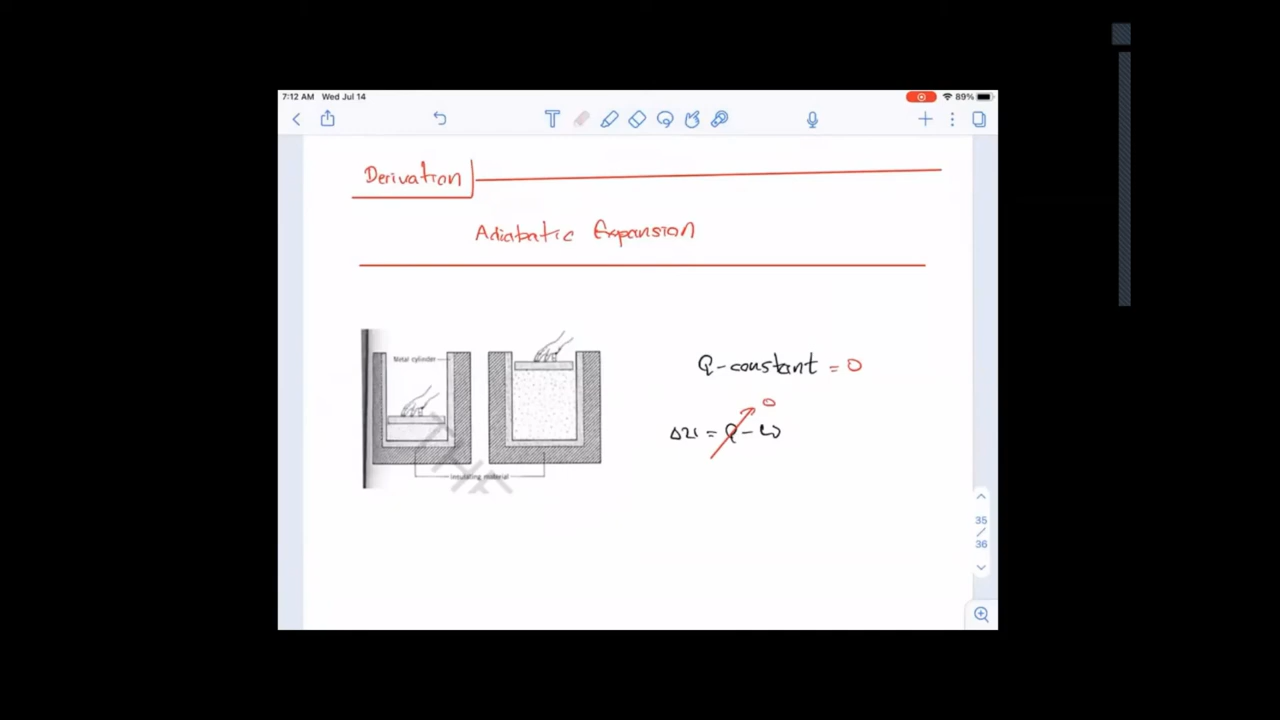 7:12 AM Wed Jul 14
89%
Derivation
Adiabatic Expansion
Metal cylinder
Insulating material
Q-constant = 0
0
ΔU = Q - W
35
/
36